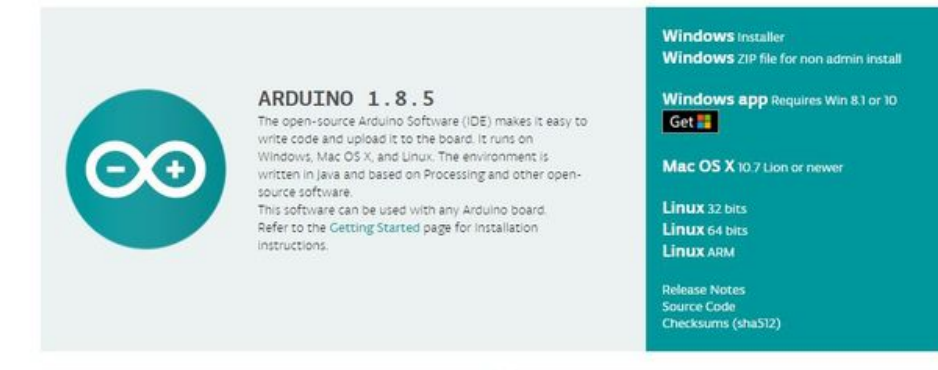 ARDUINO 1.8.5
The open-source Arduino Software (IDE) makes it easy to
write code and upload it to the board. It runs on
Windows, Mac OS X, and Linux. The environment is
written in Java and based on Processing and other open-
source software.
This software can be used with any Arduino board.
Refer to the Getting Started page for Installation
instructions.
Windows Installer
Windows ZIP file for non admin install
Windows app Requires Win 8.1 or 10
Get
Mac OS X 10.7 Lion or newer
Linux 32 bits
Linux 64 bits
Linux ARM
Release Notes
Source Code
Checksums (sha512)